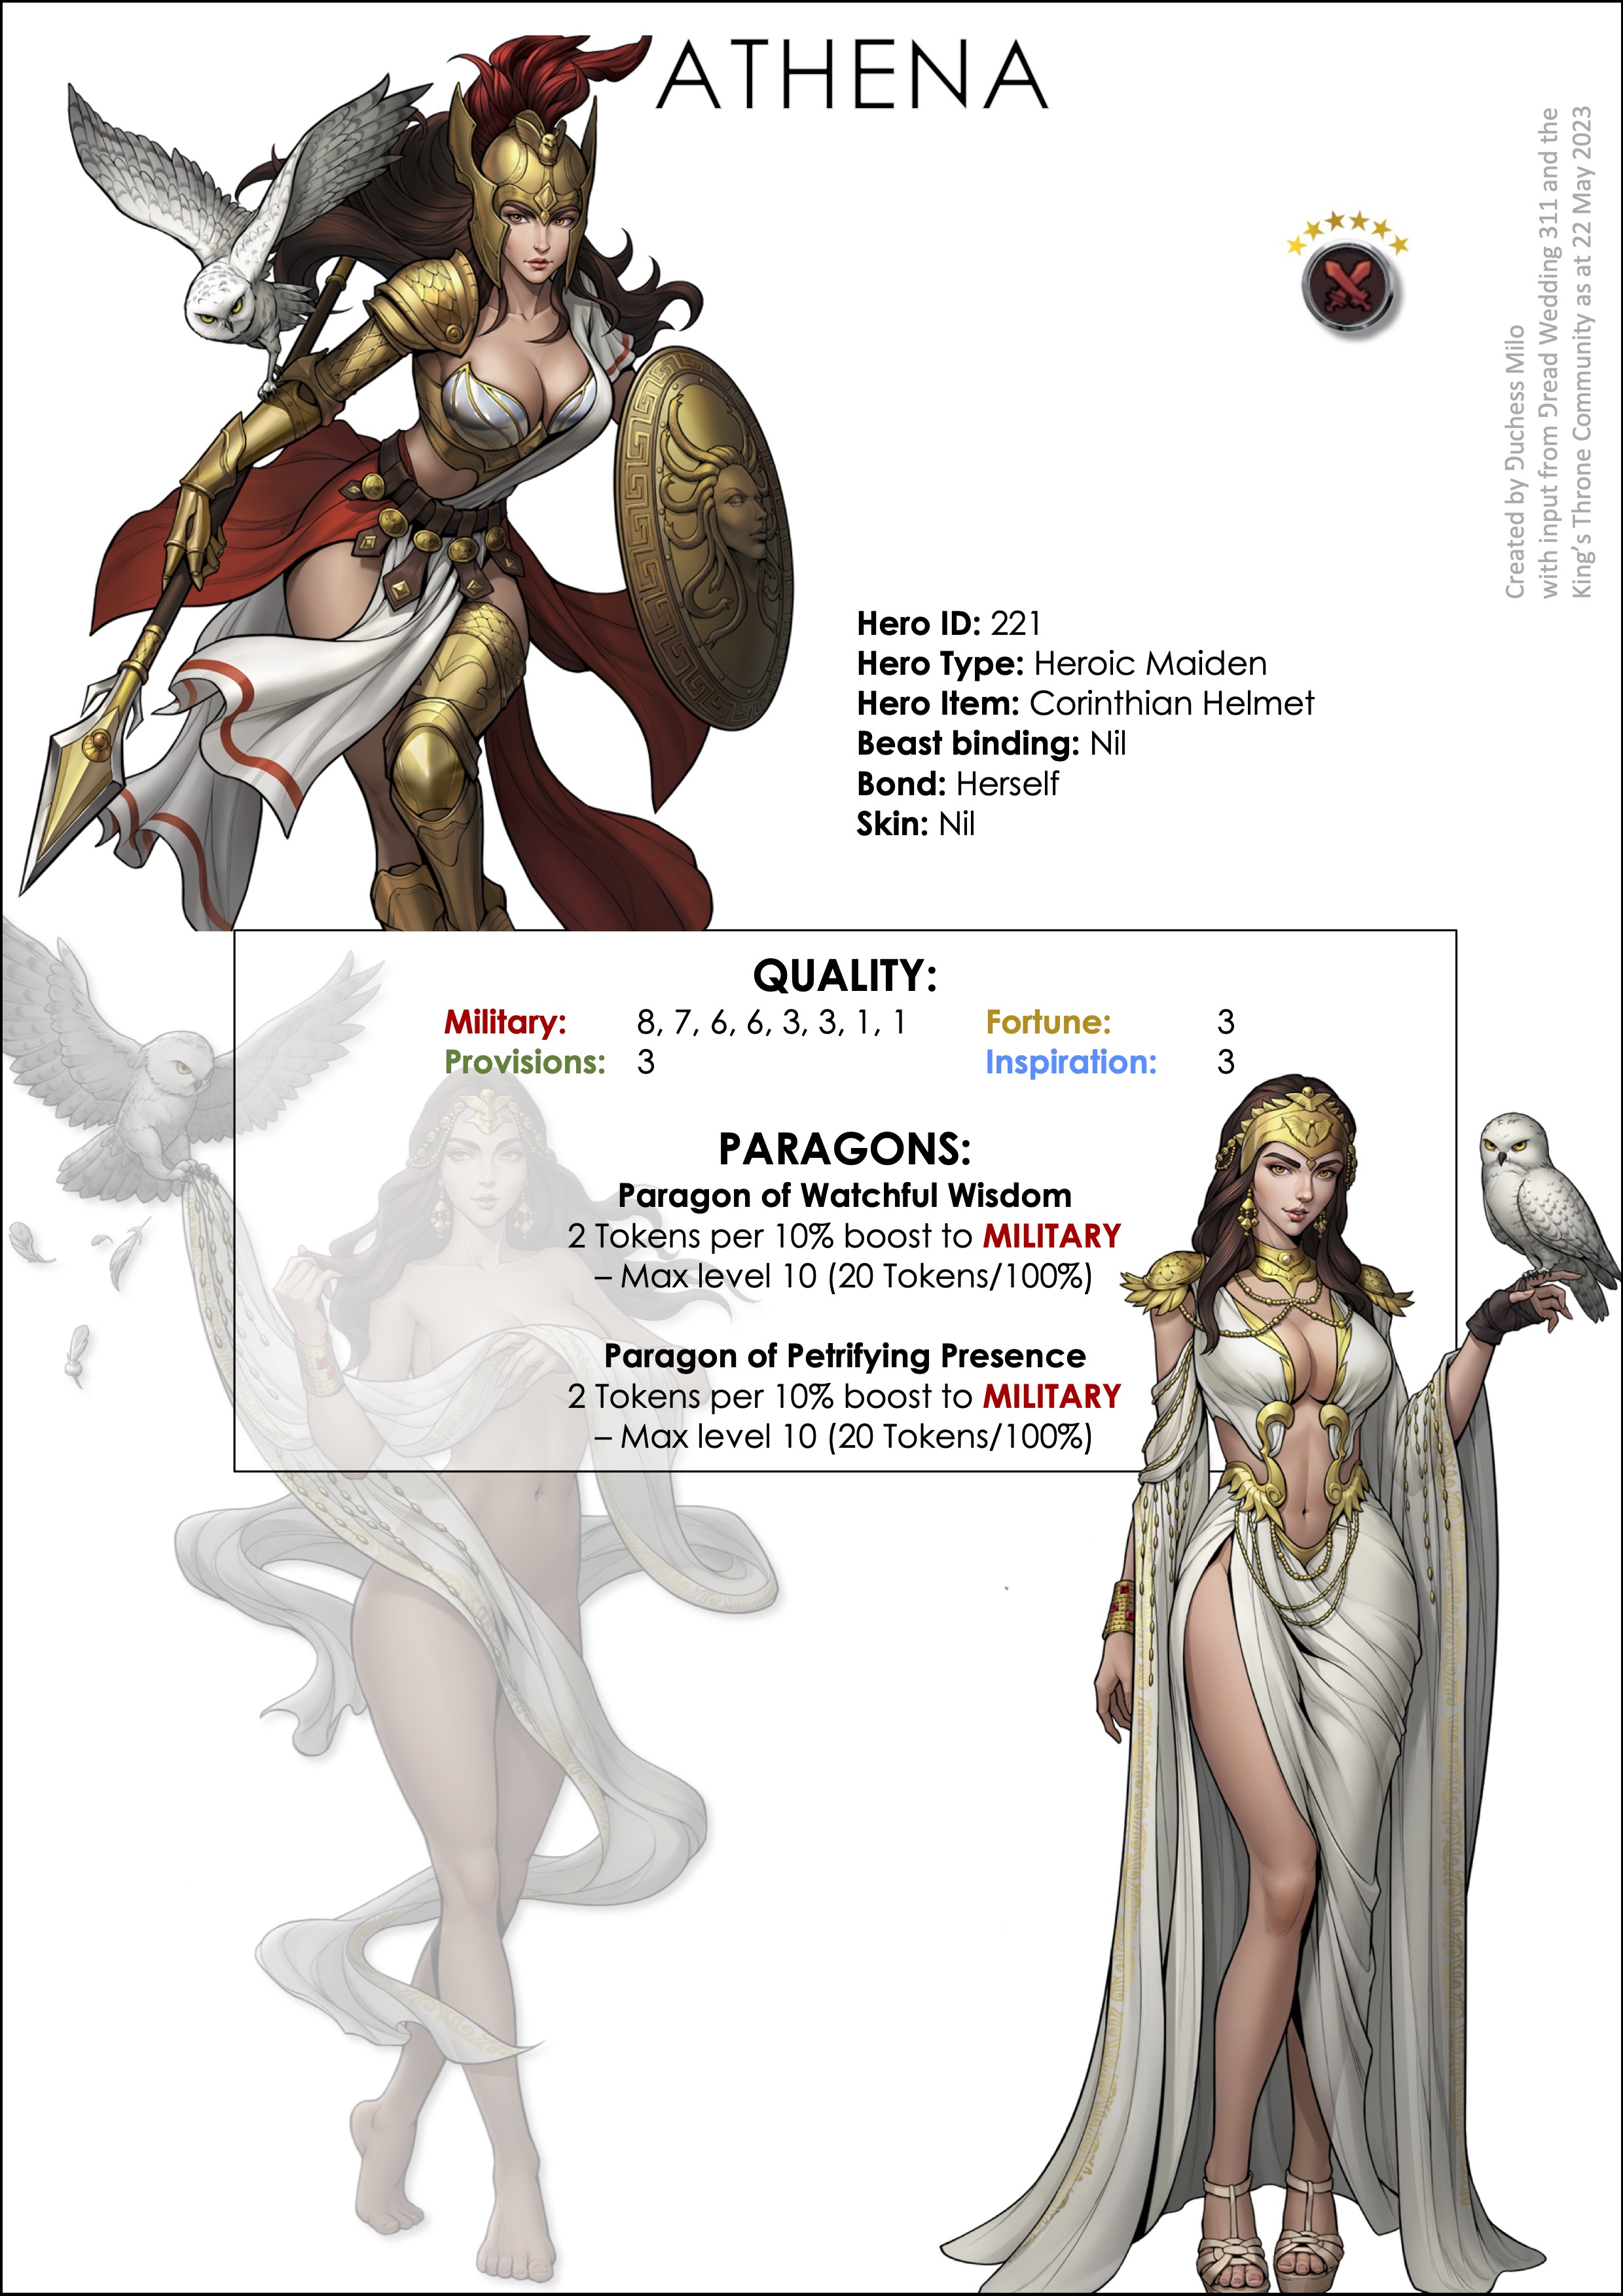 ATHENA
Created by Duchess Milo
with input from Dread Wedding 311 and the
King's Throne Community as at 22 May 2023
Hero ID: 221
Hero Type: Heroic Maiden
Hero Item: Corinthian Helmet
Beast binding: Nil
Bond: Herself
Skin: Nil
QUALITY:
Military: 8, 7, 6, 6, 3, 3, 1, 1 Fortune: 3
Provisions: 3 Inspiration: 3
PARAGONS:
Paragon of Watchful Wisdom
2 Tokens per 10% boost to MILITARY
– Max level 10 (20 Tokens/100%)
Paragon of Petrifying Presence
2 Tokens per 10% boost to MILITARY
– Max level 10 (20 Tokens/100%)